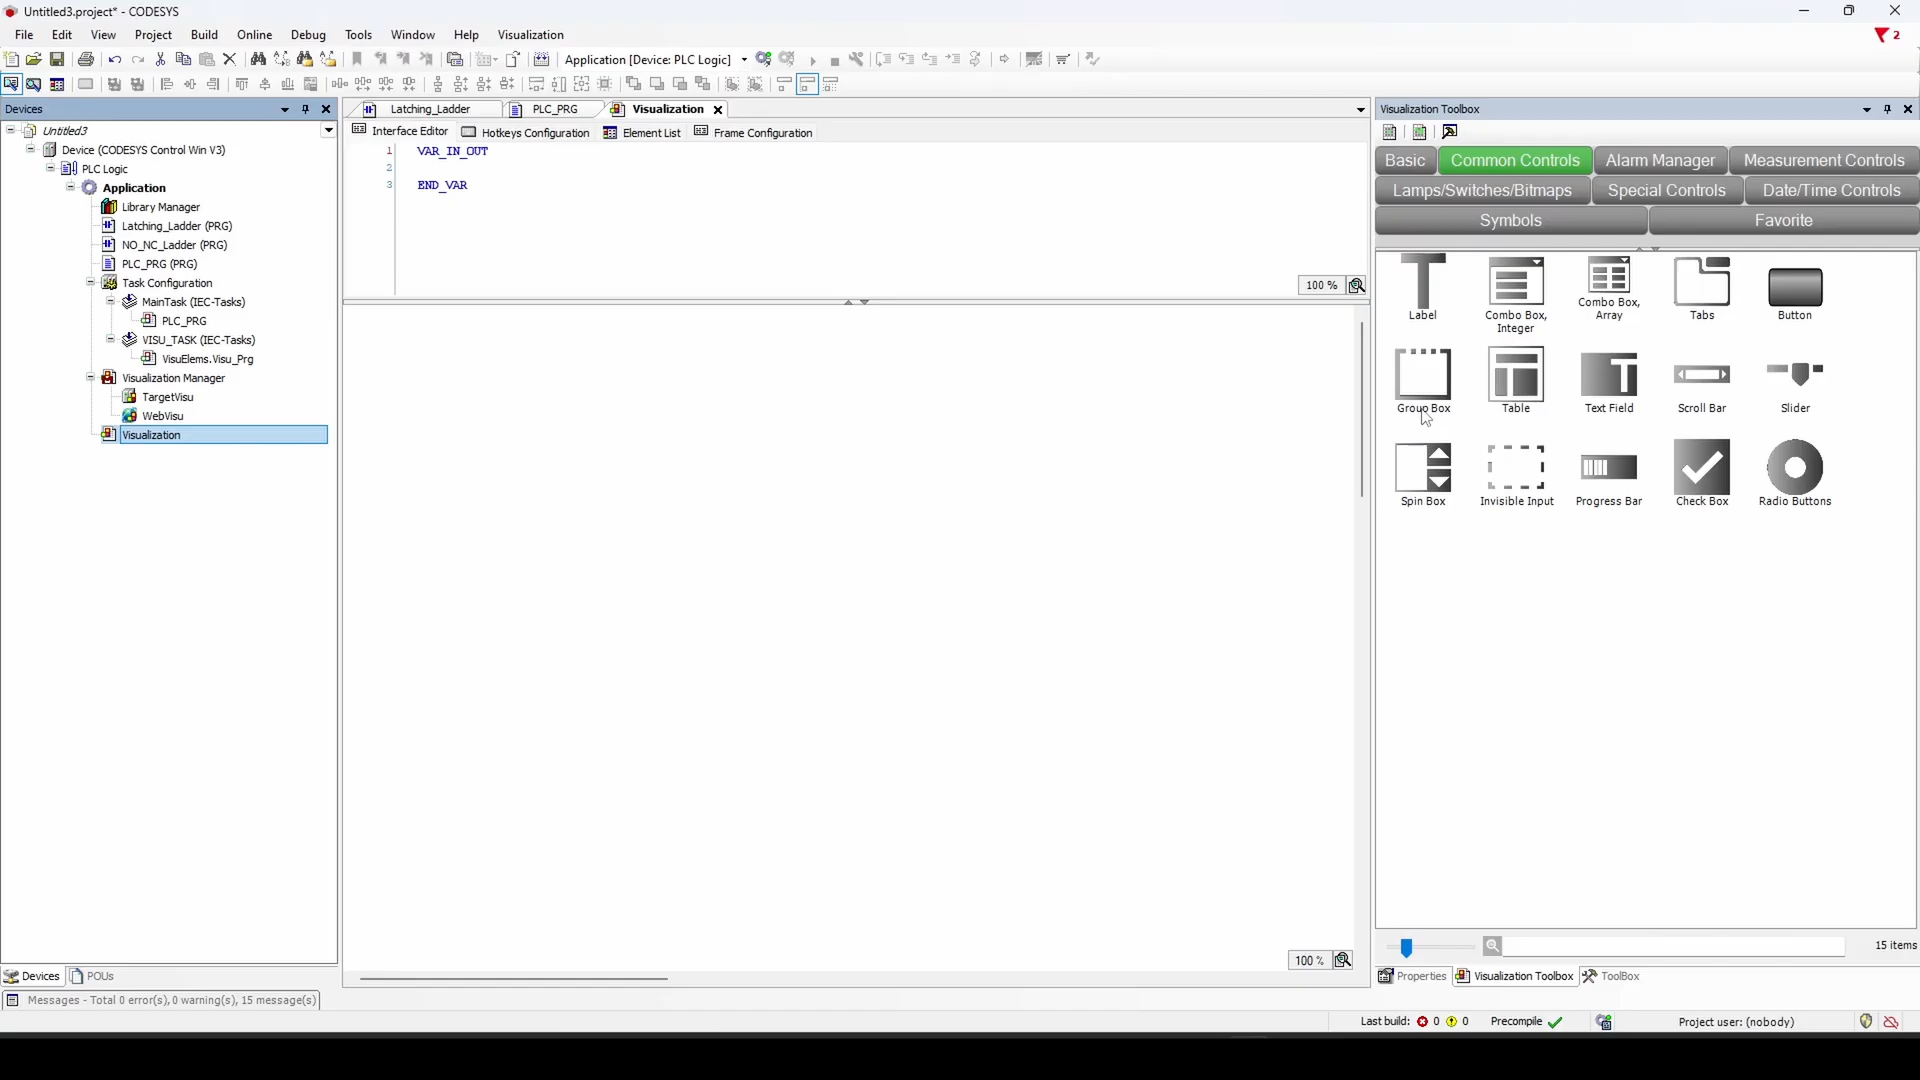 Untitled3.project* - CODESYS
File Edit View Project Build Online Debug Tools Window Help Visualization
2
Application [Device: PLC Logic]
Devices
Untitled3
Device (CODESYS Control Win V3)
PLC Logic
Application
Library Manager
Latching_Ladder (PRG)
NO_NC_Ladder (PRG)
PLC_PRG (PRG)
Task Configuration
MainTask (IEC-Tasks)
PLC_PRG
VISU_TASK (IEC-Tasks)
VisuElems.Visu_Prg
Visualization Manager
TargetVisu
WebVisu
Visualization
Devices POUs
Latching_Ladder PLC_PRG Visualization
Interface Editor Hotkeys Configuration Element List Frame Configuration
1 VAR_IN_OUT
2
3 END_VAR
100 %
100 %
Visualization Toolbox
Basic Common Controls Alarm Manager Measurement Controls
Lamps/Switches/Bitmaps Special Controls Date/Time Controls
Symbols Favorite
Label
Combo Box, Integer
Combo Box, Array
Tabs
Button
Group Box
Table
Text Field
Scroll Bar
Slider
Spin Box
Invisible Input
Progress Bar
Check Box
Radio Buttons
15 items
Properties Visualization Toolbox ToolBox
Messages - Total 0 error(s), 0 warning(s), 15 message(s)
Last build: 0 0 Precompile Project user: (nobody)